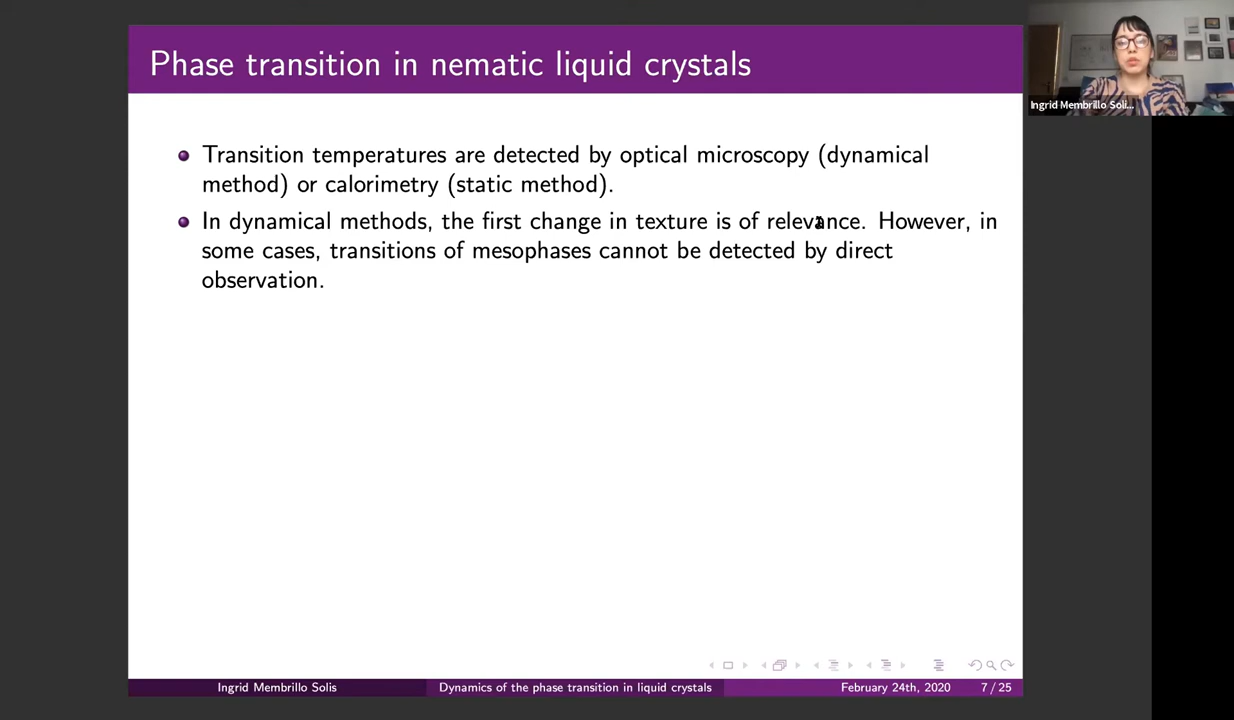 Phase transition in nematic liquid crystals
Ingrid Membrillo Soli...
Transition temperatures are detected by optical microscopy (dynamical
method) or calorimetry (static method).
In dynamical methods, the first change in texture is of relevance. However, in
some cases, transitions of mesophases cannot be detected by direct
observation.
Ingrid Membrillo Solis
Dynamics of the phase transition in liquid crystals
February 24th, 2020
7 / 25